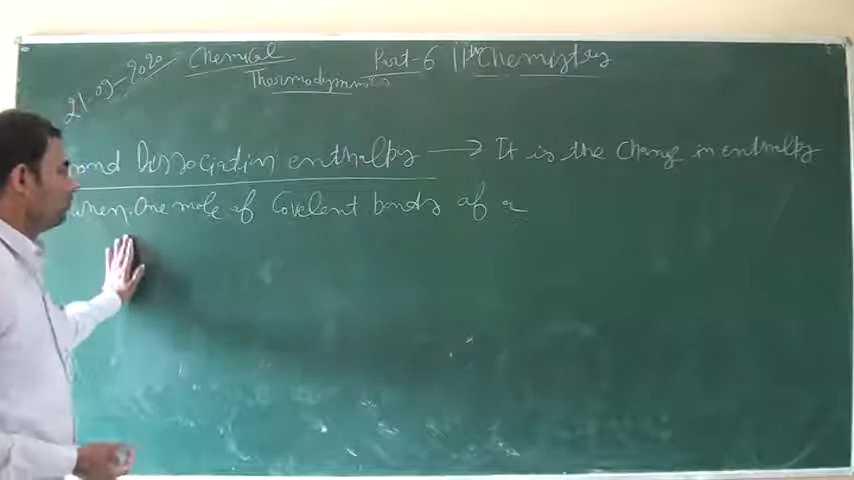 21-09-2020 Chemical Part-6 11th Chemistry
Thermodynamics
Bond Dissociation enthalpy → It is the Change in enthalpy
when One mole of Covelent bonds of a